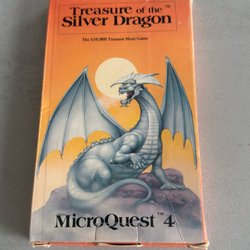 Treasure of the™
Silver Dragon
The $10,000 Treasure Hunt Game
MicroQuest™ 4